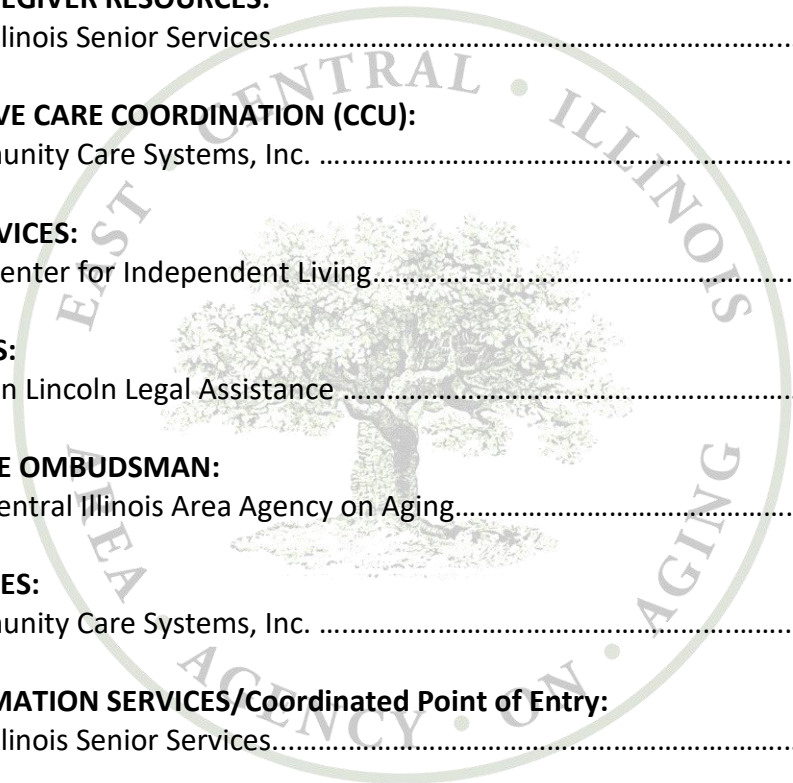 EGIVER RESOURCES:
linois Senior Services..........................................................................
VE CARE COORDINATION (CCU):
unity Care Systems, Inc. ..........................................................................
VICES:
enter for Independent Living..........................................................................
S:
n Lincoln Legal Assistance ..........................................................................
E OMBUDSMAN:
entral Illinois Area Agency on Aging..........................................................................
ES:
unity Care Systems, Inc. ..........................................................................
MATION SERVICES/Coordinated Point of Entry:
linois Senior Services..........................................................................
EAST • CENTRAL • ILLINOIS
AREA • AGENCY • ON • AGING